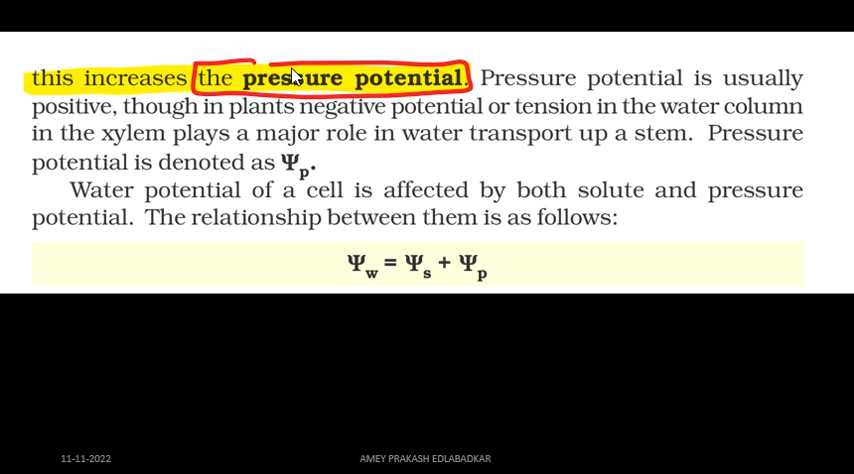 this increases the pressure potential. Pressure potential is usually
positive, though in plants negative potential or tension in the water column
in the xylem plays a major role in water transport up a stem. Pressure
potential is denoted as Ψp.
Water potential of a cell is affected by both solute and pressure
potential. The relationship between them is as follows:
Ψw = Ψs + Ψp
11-11-2022 AMEY PRAKASH EDLABADKAR